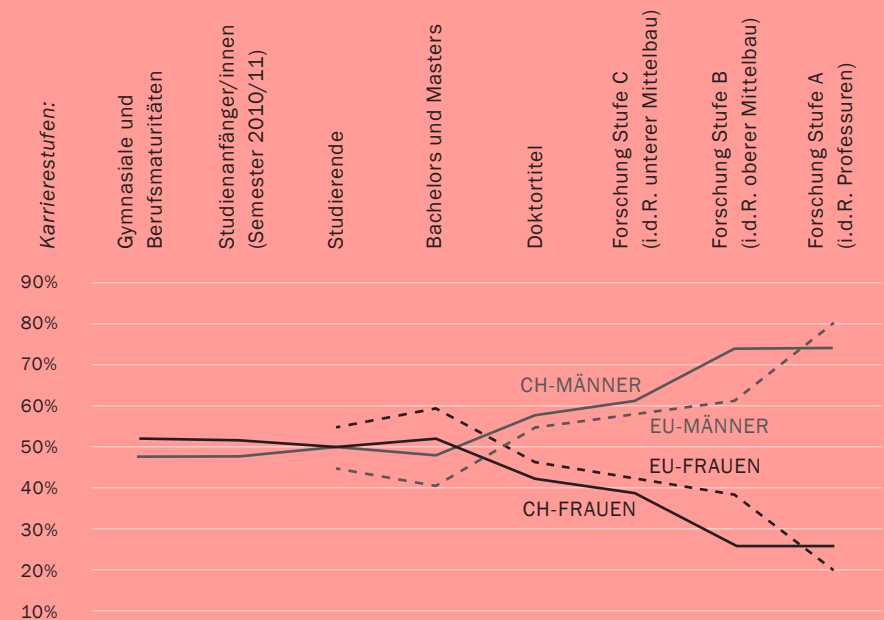 Karrierestufen:
Gymnasiale und
Berufsmaturitäten
Studienanfänger/innen
(Semester 2010/11)
Studierende
Bachelors und Masters
Doktortitel
Forschung Stufe C
(i.d.R. unterer Mittelbau)
Forschung Stufe B
(i.d.R. oberer Mittelbau)
Forschung Stufe A
(i.d.R. Professuren)
90%
80%
70%
60%
50%
40%
30%
20%
10%
CH-MÄNNER
EU-MÄNNER
EU-FRAUEN
CH-FRAUEN